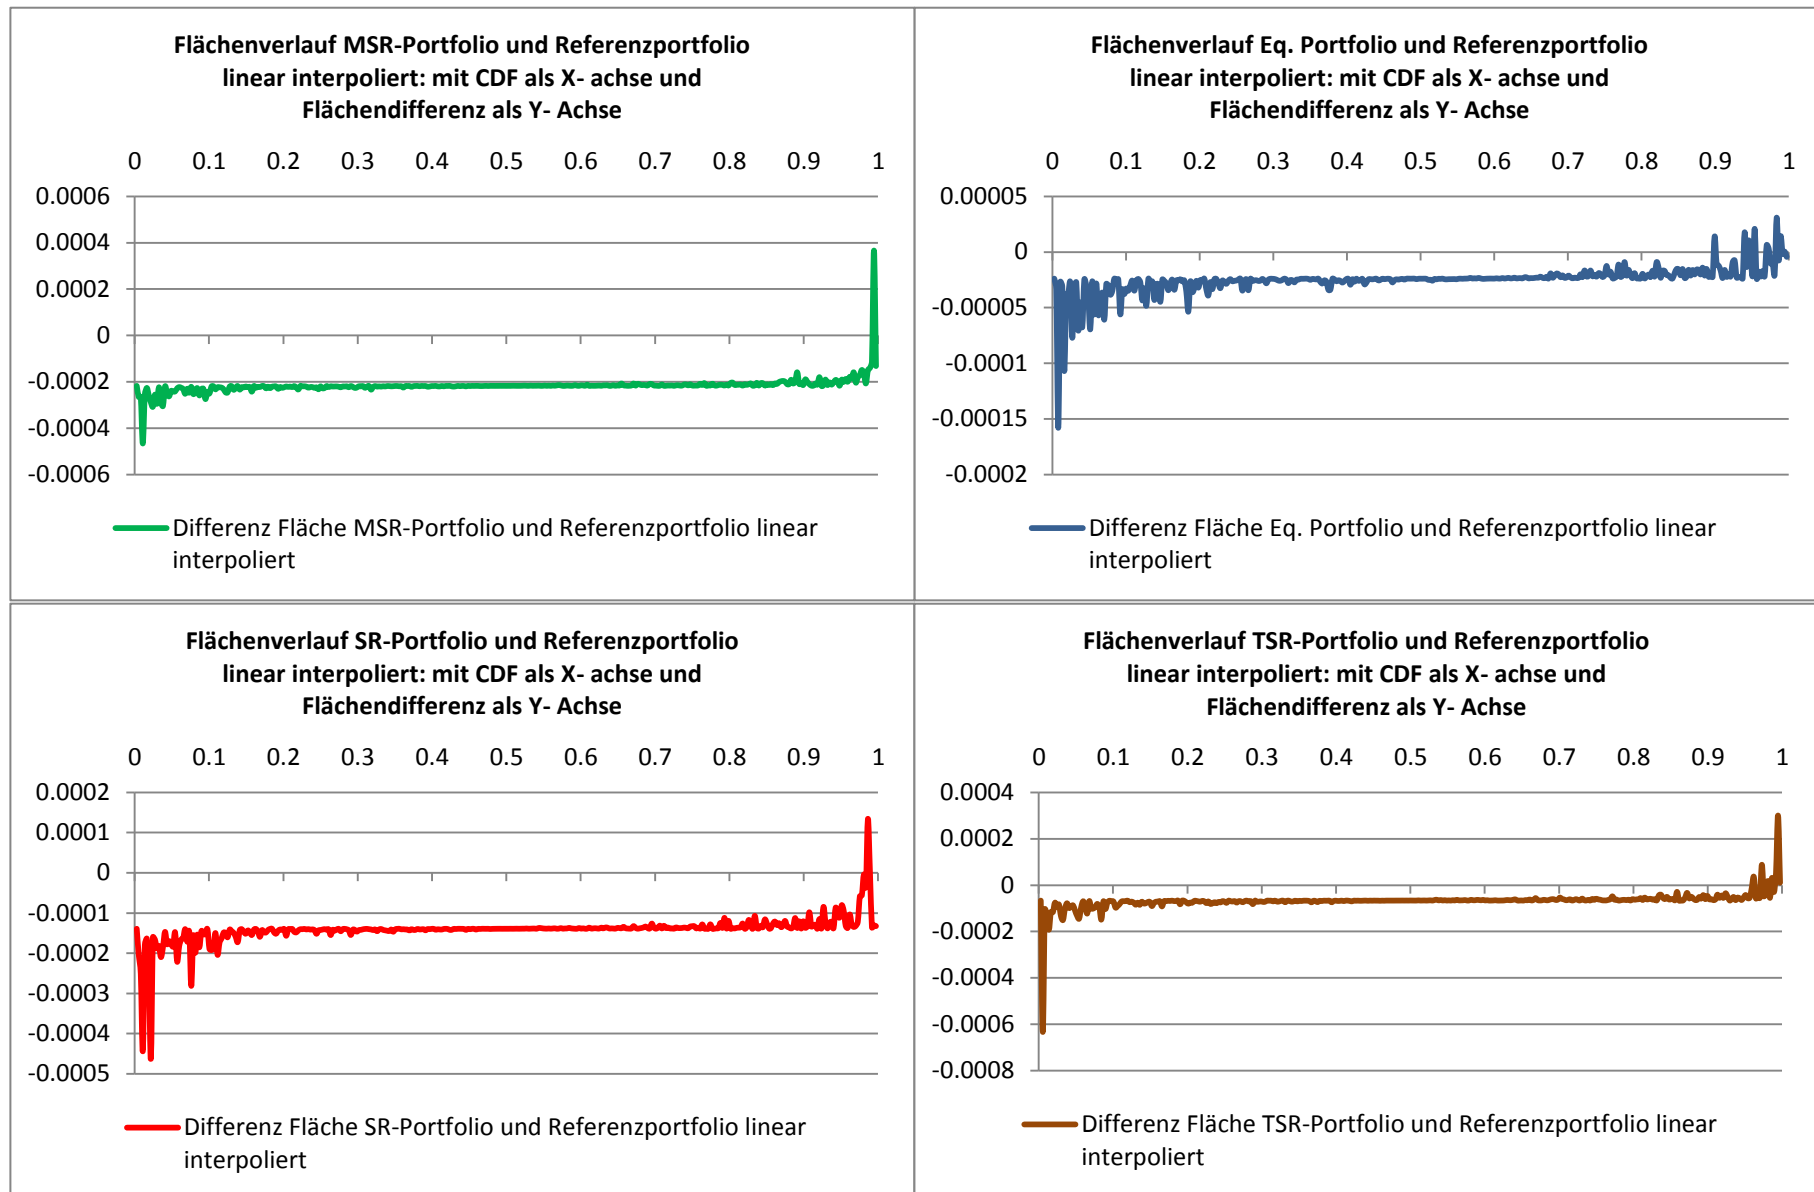 Flächenverlauf MSR-Portfolio und Referenzportfolio
linear interpoliert: mit CDF als X- achse und
Flächendifferenz als Y- Achse
0 0.1 0.2 0.3 0.4 0.5 0.6 0.7 0.8 0.9 1
0.0006
0.0004
0.0002
0
-0.0002
-0.0004
-0.0006
Differenz Fläche MSR-Portfolio und Referenzportfolio linear
interpoliert
Flächenverlauf Eq. Portfolio und Referenzportfolio
linear interpoliert: mit CDF als X- achse und
Flächendifferenz als Y- Achse
0 0.1 0.2 0.3 0.4 0.5 0.6 0.7 0.8 0.9 1
0.00005
0
-0.00005
-0.0001
-0.00015
-0.0002
Differenz Fläche Eq. Portfolio und Referenzportfolio linear
interpoliert
Flächenverlauf SR-Portfolio und Referenzportfolio
linear interpoliert: mit CDF als X- achse und
Flächendifferenz als Y- Achse
0 0.1 0.2 0.3 0.4 0.5 0.6 0.7 0.8 0.9 1
0.0002
0.0001
0
-0.0001
-0.0002
-0.0003
-0.0004
-0.0005
Differenz Fläche SR-Portfolio und Referenzportfolio linear
interpoliert
Flächenverlauf TSR-Portfolio und Referenzportfolio
linear interpoliert: mit CDF als X- achse und
Flächendifferenz als Y- Achse
0 0.1 0.2 0.3 0.4 0.5 0.6 0.7 0.8 0.9 1
0.0004
0.0002
0
-0.0002
-0.0004
-0.0006
-0.0008
Differenz Fläche TSR-Portfolio und Referenzportfolio linear
interpoliert